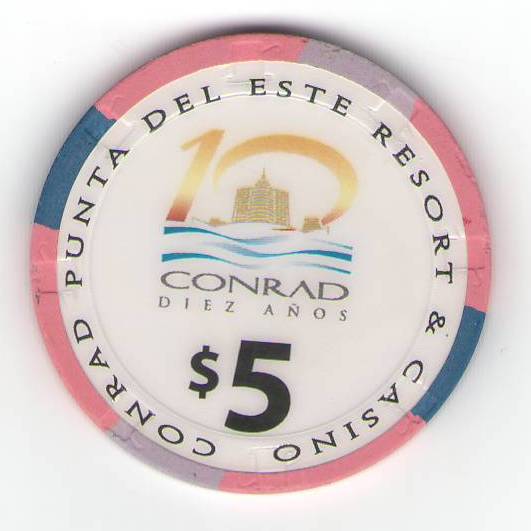 CONRAD PUNTA DEL ESTE RESORT & CASINO
10
CONRAD
DIEZ AÑOS
$5